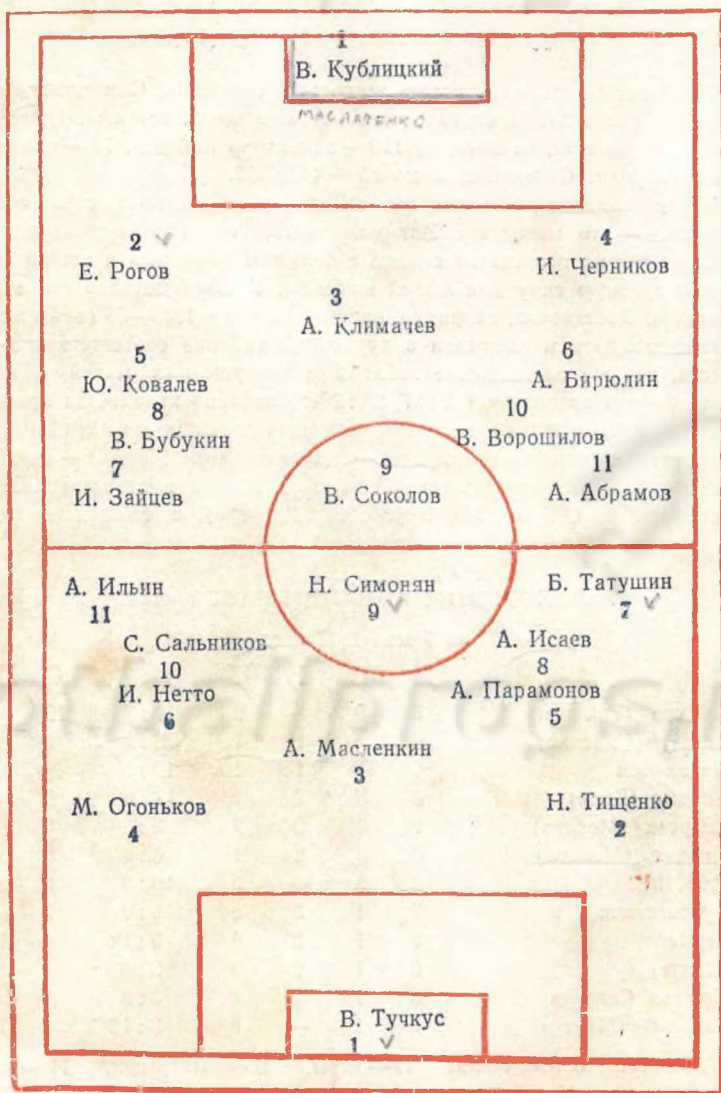 1
В. Кублицкий
МАСЛАЧЕНКО
2 4
Е. Рогов И. Черников
3
А. Климачев
5 6
Ю. Ковалев А. Бирюлин
8 10
В. Бубукин В. Ворошилов
7 9 11
И. Зайцев В. Соколов А. Абрамов
А. Ильин Н. Симонян Б. Татушин
11 9 7
С. Сальников А. Исаев
10 8
И. Нетто А. Парамонов
6 5
А. Масленкин
3
М. Огоньков Н. Тищенко
4 2
В. Тучкус
1